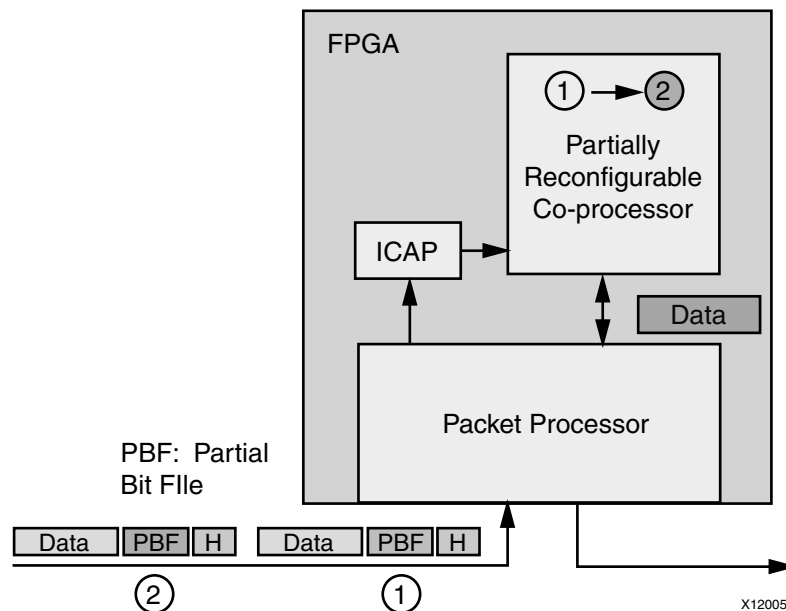 FPGA
1 2
Partially
Reconfigurable
Co-processor
ICAP
Data
Packet Processor
PBF: Partial
Bit FIle
Data PBF H Data PBF H
2 1
X12005